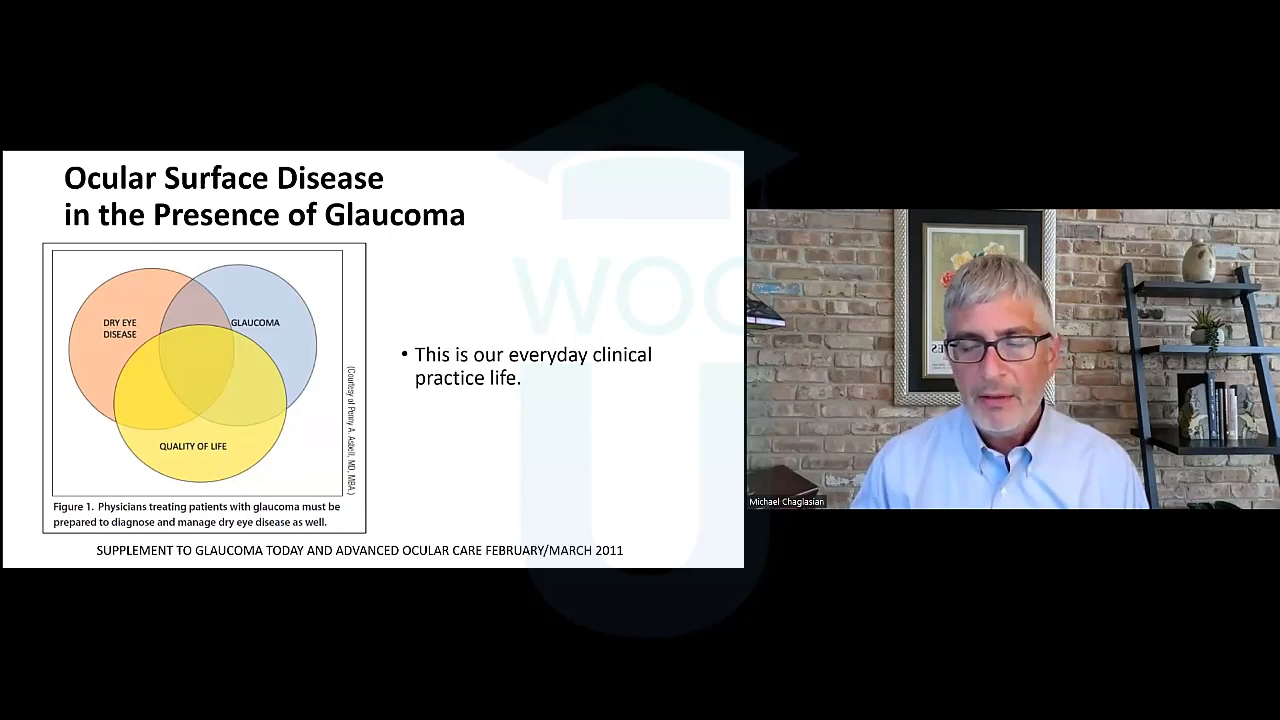 Ocular Surface Disease
in the Presence of Glaucoma
DRY EYE
DISEASE
GLAUCOMA
QUALITY OF LIFE
(Courtesy of Penny A. Asbell, MD, MBA.)
Figure 1. Physicians treating patients with glaucoma must be
prepared to diagnose and manage dry eye disease as well.
• This is our everyday clinical
practice life.
SUPPLEMENT TO GLAUCOMA TODAY AND ADVANCED OCULAR CARE FEBRUARY/MARCH 2011
WOO
U
Michael Chaglasian